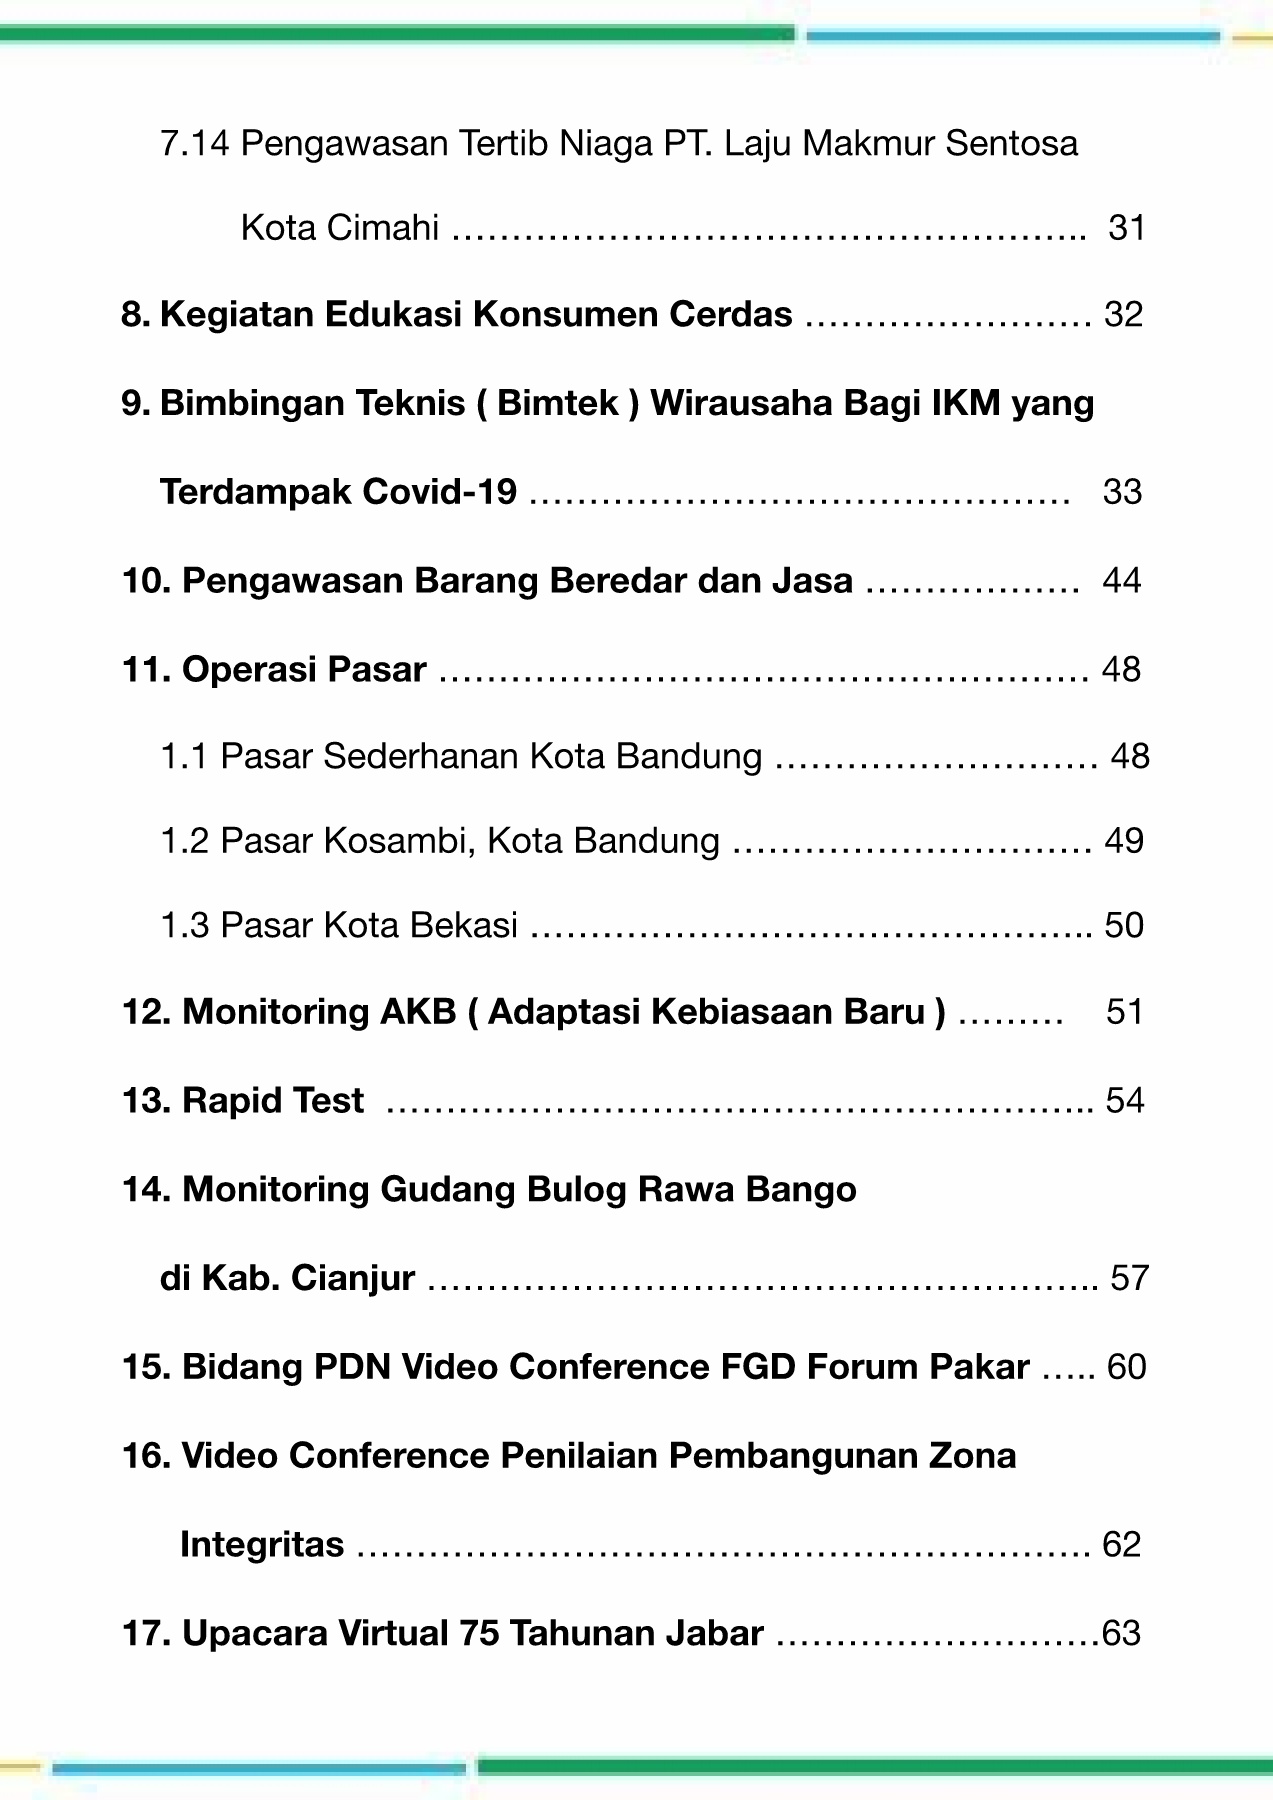 7.14 Pengawasan Tertib Niaga PT. Laju Makmur Sentosa
Kota Cimahi …………………………………………….. 31
8. Kegiatan Edukasi Konsumen Cerdas …………………… 32
9. Bimbingan Teknis ( Bimtek ) Wirausaha Bagi IKM yang
Terdampak Covid-19 ……………………………………… 33
10. Pengawasan Barang Beredar dan Jasa ……………… 44
11. Operasi Pasar ……………………………………………… 48
1.1 Pasar Sederhanan Kota Bandung ……………………… 48
1.2 Pasar Kosambi, Kota Bandung ………………………… 49
1.3 Pasar Kota Bekasi ……………………………………….. 50
12. Monitoring AKB ( Adaptasi Kebiasaan Baru ) ……… 51
13. Rapid Test ………………………………………………….. 54
14. Monitoring Gudang Bulog Rawa Bango
di Kab. Cianjur ……………………………………………….. 57
15. Bidang PDN Video Conference FGD Forum Pakar ….. 60
16. Video Conference Penilaian Pembangunan Zona
Integritas ……………………………………………………. 62
17. Upacara Virtual 75 Tahunan Jabar ………………………63